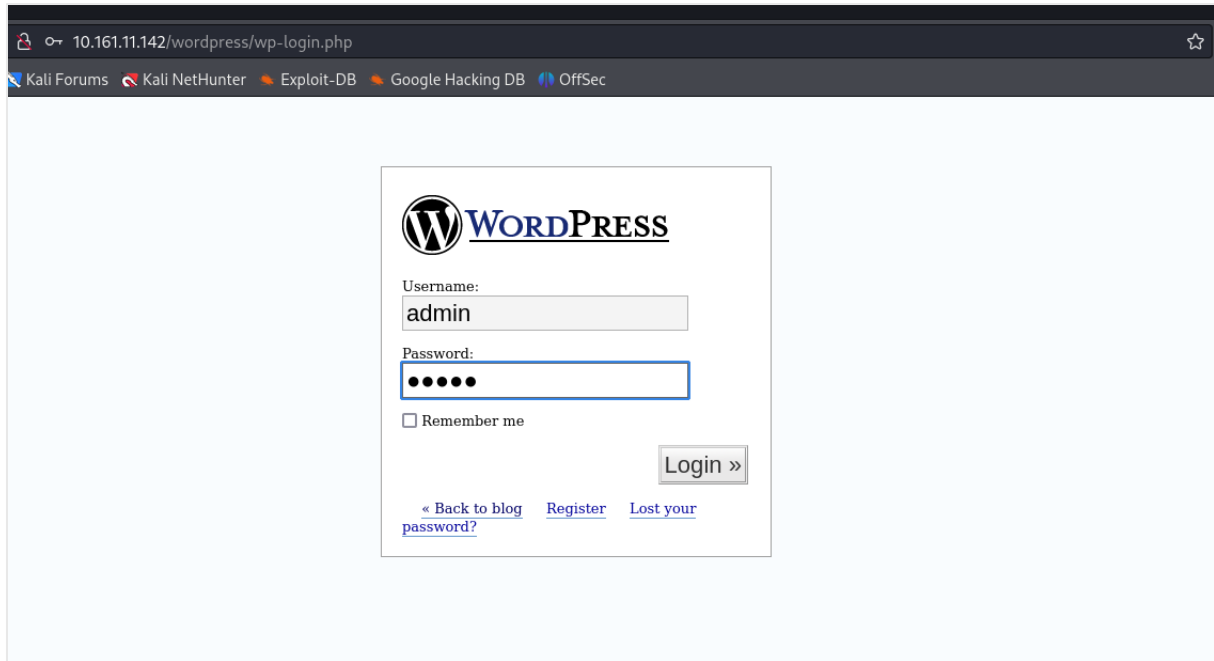 10.161.11.142/wordpress/wp-login.php
Kali Forums Kali NetHunter Exploit-DB Google Hacking DB OffSec
WORDPRESS
Username:
admin
Password:
●●●●●
Remember me
Login »
« Back to blog Register Lost your
password?